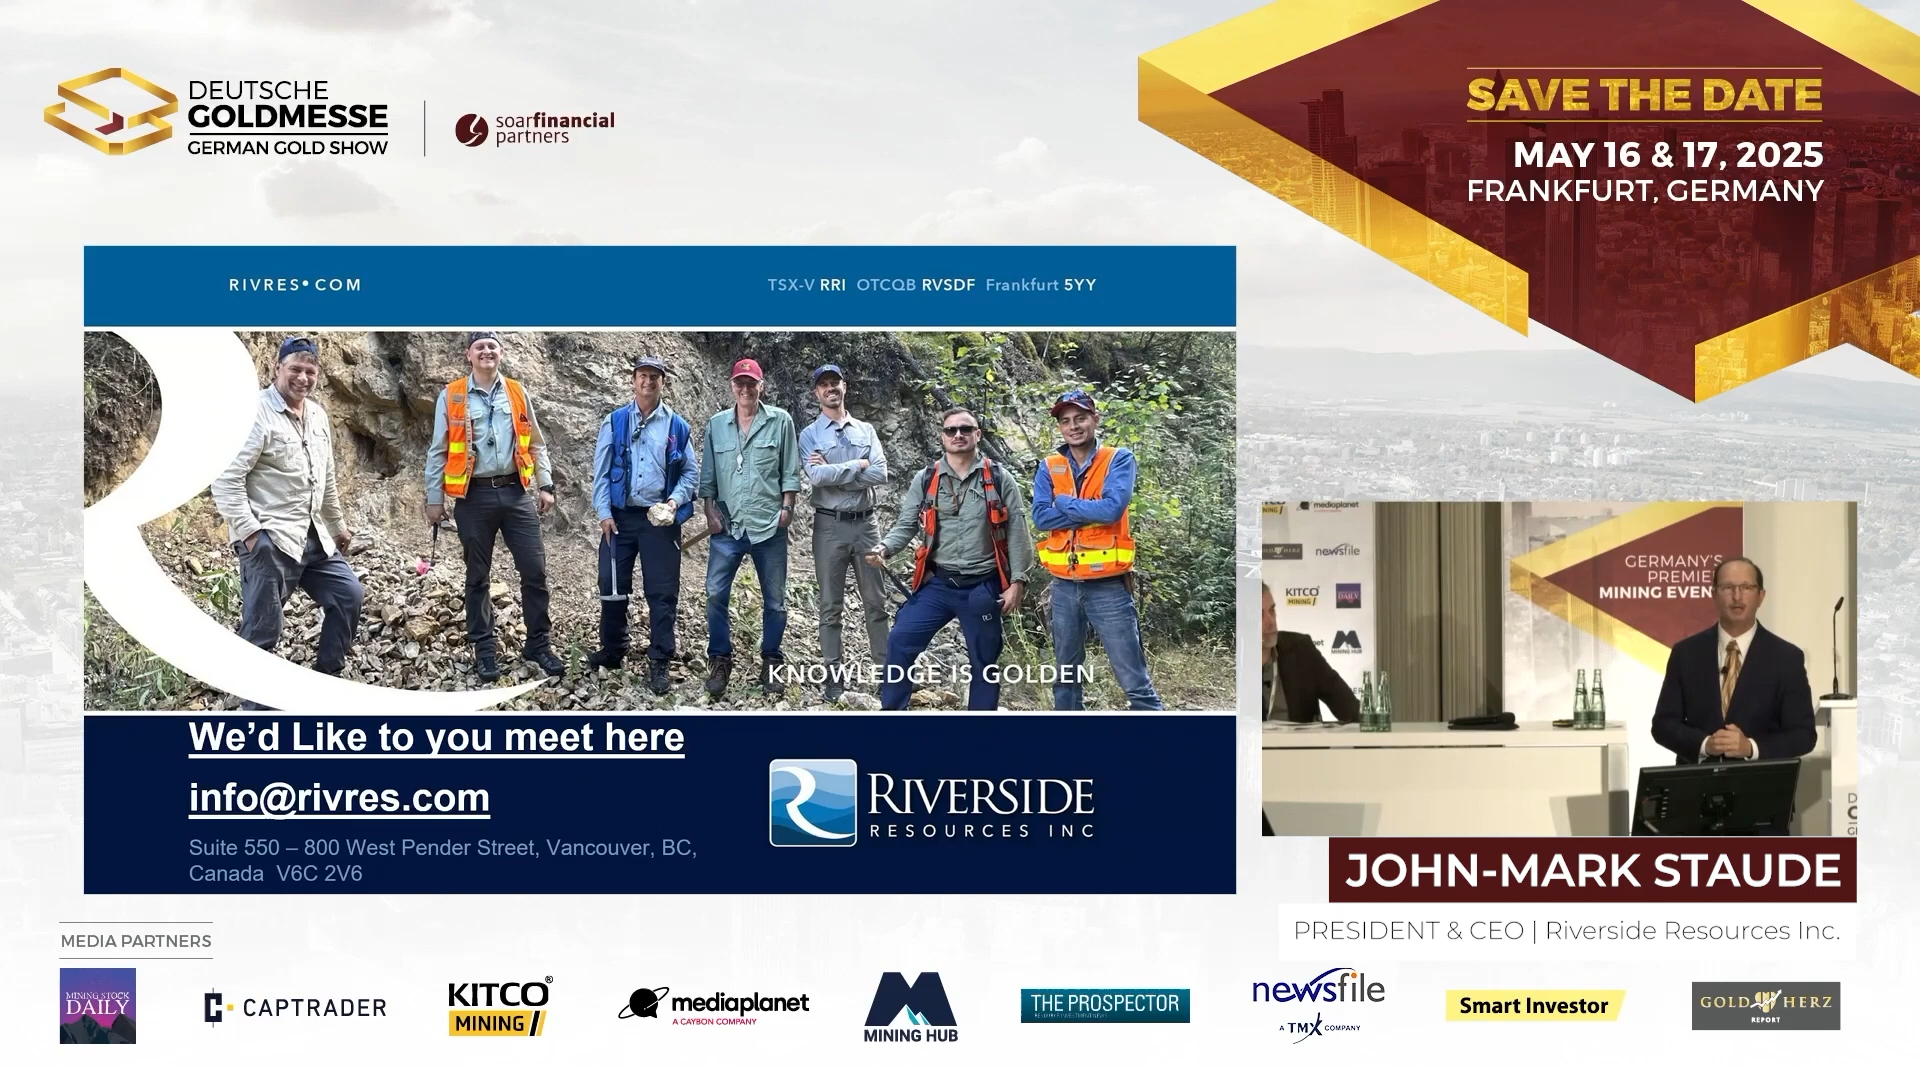 DEUTSCHE
GOLDMESSE
GERMAN GOLD SHOW
soarfinancial
partners
SAVE THE DATE
MAY 16 & 17, 2025
FRANKFURT, GERMANY
RIVRES•COM
TSX-V RRI OTCQB RVSDF Frankfurt 5YY
KNOWLEDGE IS GOLDEN
We’d Like to you meet here
info@rivres.com
Suite 550 – 800 West Pender Street, Vancouver, BC,
Canada V6C 2V6
RIVERSIDE
RESOURCES INC
mediaplanet
newsfile
KITCO
MINING
DAILY
MINING HUB
GERMANY'S
PREMIE
MINING EVEN
JOHN-MARK STAUDE
PRESIDENT & CEO | Riverside Resources Inc.
MEDIA PARTNERS
MINING STOCK
DAILY
CAPTRADER
KITCO®
MINING
mediaplanet
A CAYBON COMPANY
MINING HUB
THE PROSPECTOR
newsfile
A TMX COMPANY
Smart Investor
GOLD HERZ
REPORT